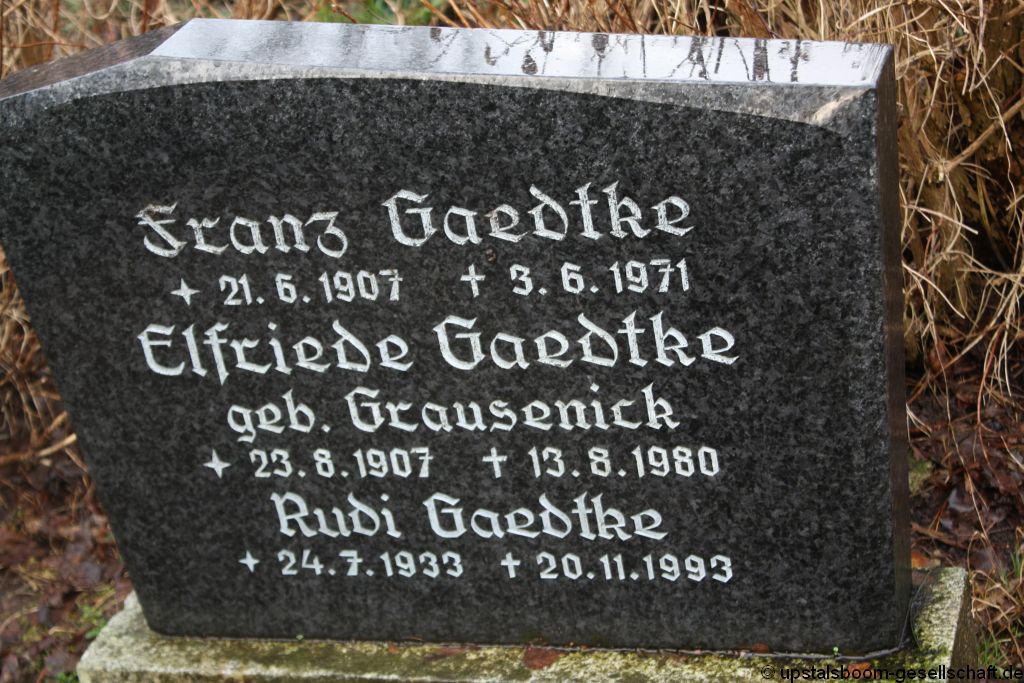 Franz Gaedtke
✦ 21.6.1907 ✝ 3.6.1971
Elfriede Gaedtke
geb. Grausenick
✦ 23.8.1907 ✝ 13.8.1980
Rudi Gaedtke
✦ 24.7.1933 ✝ 20.11.1993
© upstalsboom-gesellschaft.de